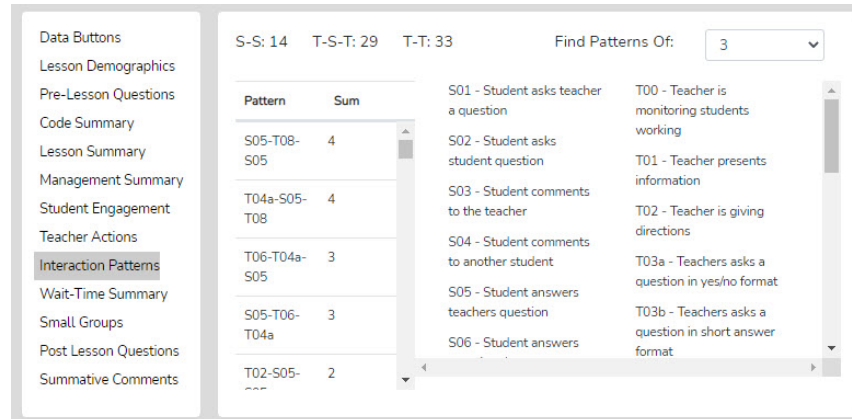 Data Buttons
Lesson Demographics
Pre-Lesson Questions
Code Summary
Lesson Summary
Management Summary
Student Engagement
Teacher Actions
Interaction Patterns
Wait-Time Summary
Small Groups
Post Lesson Questions
Summative Comments
S-S: 14 T-S-T: 29 T-T: 33 Find Patterns Of: 3
Pattern Sum
S05-T08- 4
S05
T04a-S05- 4
T08
T06-T04a- 3
S05
S05-T06- 3
T04a
T02-S05- 2
S01 - Student asks teacher
a question
S02 - Student asks
student question
S03 - Student comments
to the teacher
S04 - Student comments
to another student
S05 - Student answers
teachers question
S06 - Student answers
T00 - Teacher is
monitoring students
working
T01 - Teacher presents
information
T02 - Teacher is giving
directions
T03a - Teachers asks a
question in yes/no format
T03b - Teachers asks a
question in short answer
format